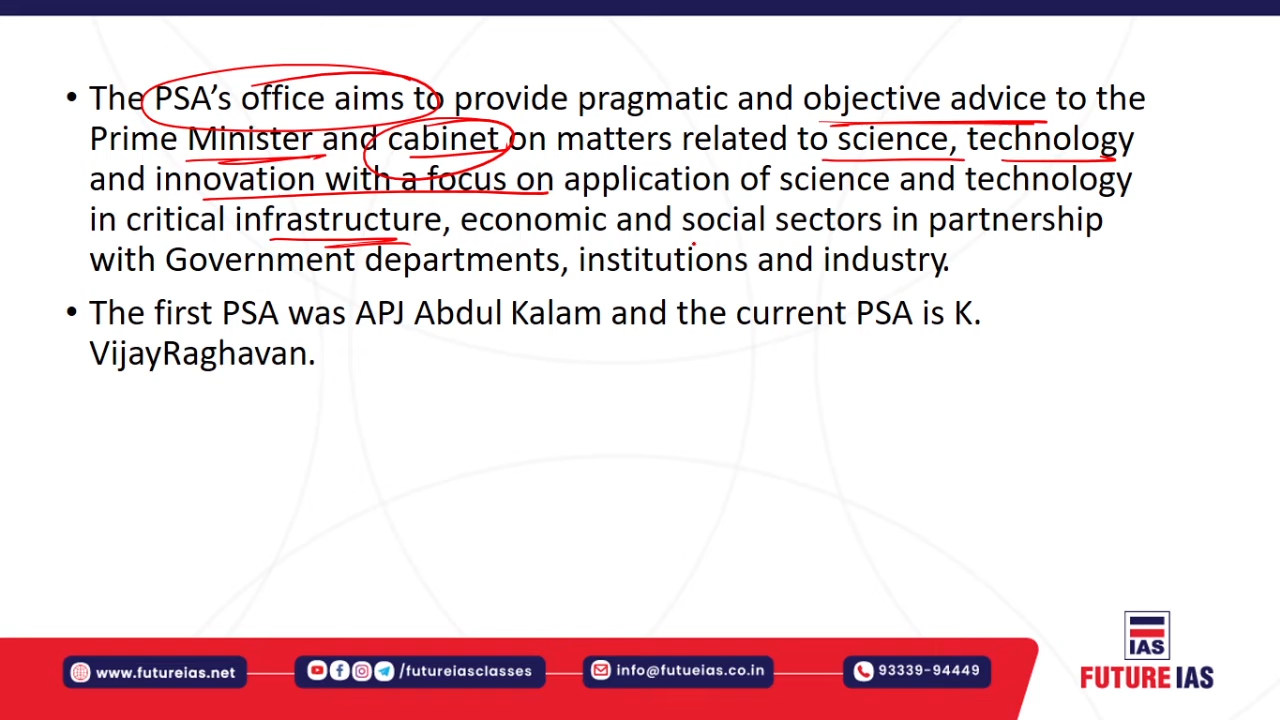 • The PSA's office aims to provide pragmatic and objective advice to the
Prime Minister and cabinet on matters related to science, technology
and innovation with a focus on application of science and technology
in critical infrastructure, economic and social sectors in partnership
with Government departments, institutions and industry.
• The first PSA was APJ Abdul Kalam and the current PSA is K.
VijayRaghavan.
IAS
www.futureias.net
/futureiasclasses
info@futueias.co.in
93339-94449
FUTURE IAS